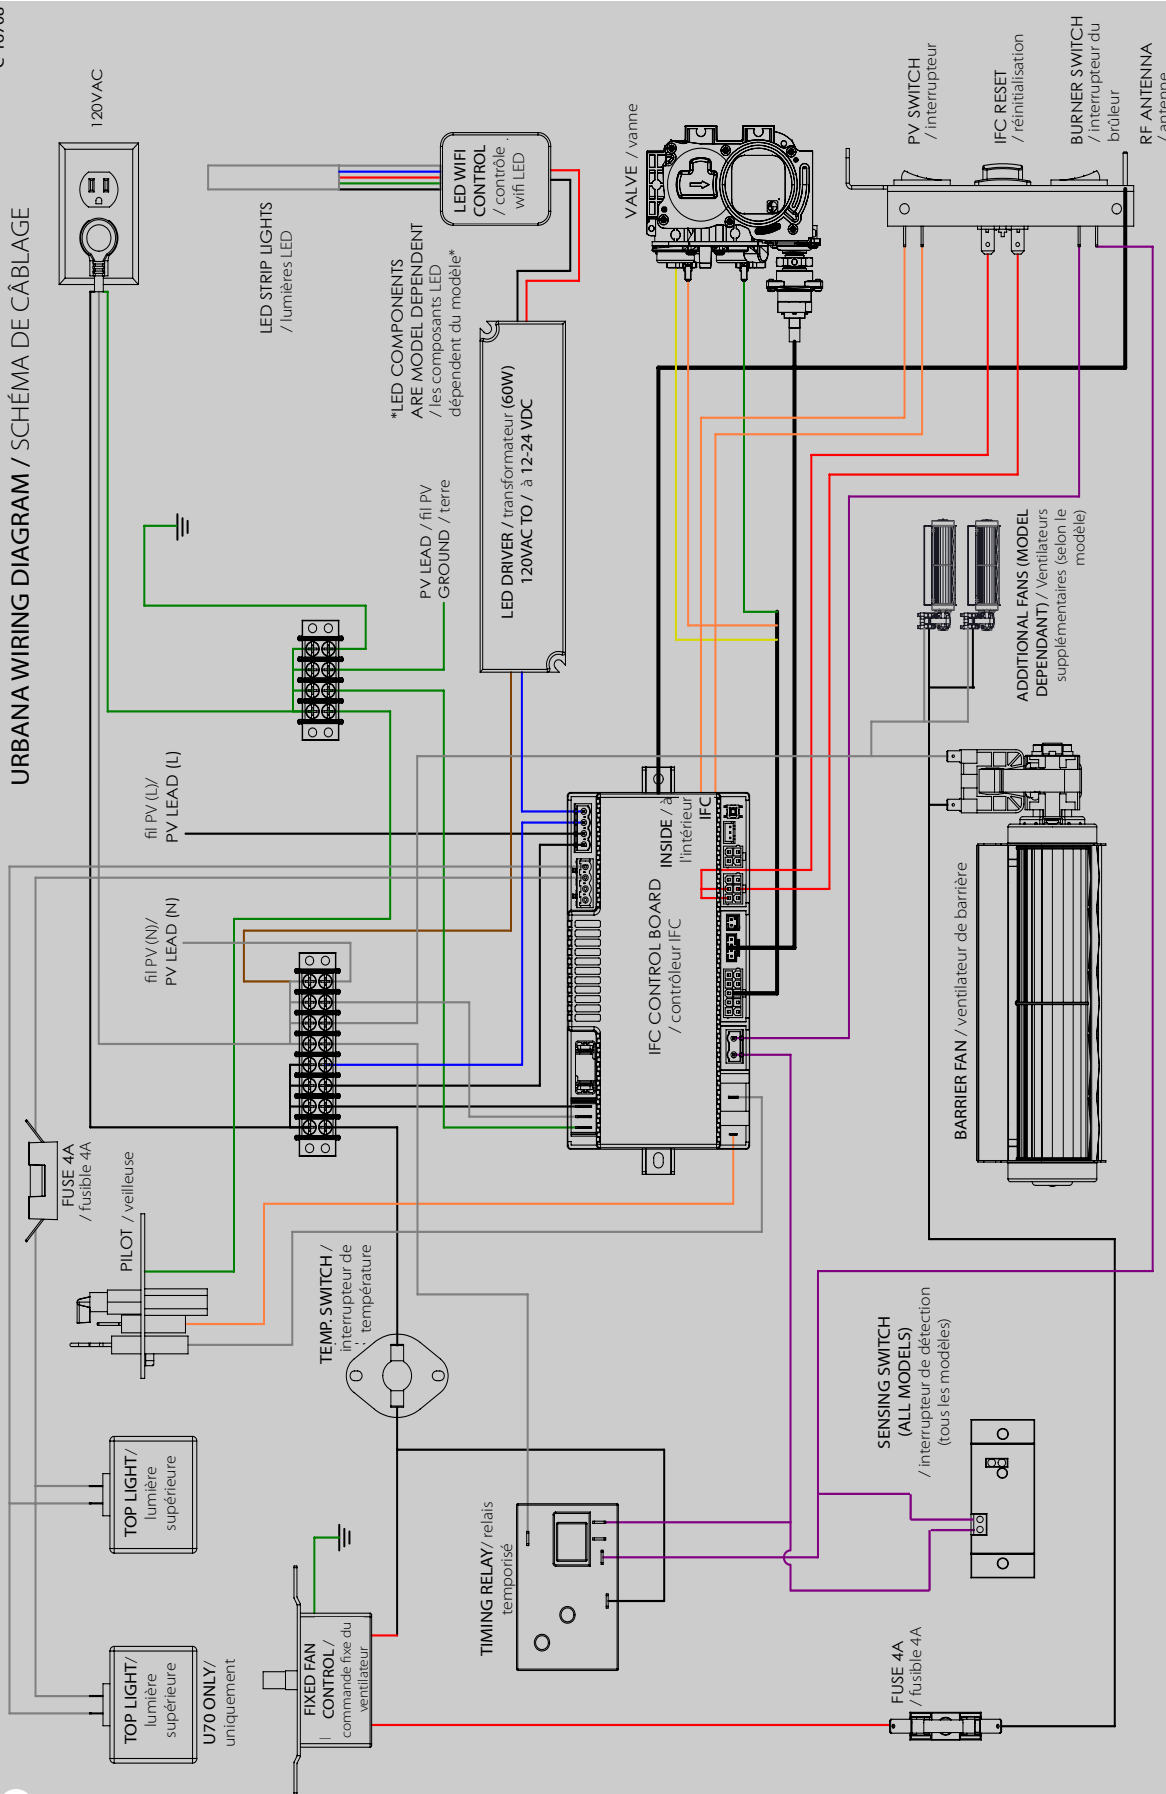 URBANA WIRING DIAGRAM / SCHÉMA DE CÂBLAGE
120VAC
LED STRIP LIGHTS
/ lumières LED
LED WIFI
CONTROL
/ contrôle
wifi LED
*LED COMPONENTS
ARE MODEL DEPENDENT
/ les composants LED
dépendent du modèle*
LED DRIVER / transformateur (60W)
120VAC TO / à 12-24 VDC
PV LEAD / fil PV
GROUND / terre
fil PV (L)/
PV LEAD (L)
fil PV (N)/
PV LEAD (N)
VALVE / vanne
PV SWITCH
/ interrupteur
IFC RESET
/ réinitialisation
BURNER SWITCH
/ interrupteur du
brûleur
RF ANTENNA
/ antenne
ADDITIONAL FANS (MODEL
DEPENDANT) / Ventilateurs
supplémentaires (selon le
modèle)
IFC CONTROL BOARD
/ contrôleur IFC
INSIDE / à
l'intérieur
IFC
BARRIER FAN / ventilateur de barrière
FUSE 4A
/ fusible 4A
PILOT / veilleuse
TEMP. SWITCH /
interrupteur de
température
TOP LIGHT/
lumière
supérieure
TOP LIGHT/
lumière
supérieure
U70 ONLY/
uniquement
FIXED FAN
CONTROL /
commande fixe du
ventilateur
TIMING RELAY/ relais
temporisé
SENSING SWITCH
(ALL MODELS)
/ interrupteur de détection
(tous les modèles)
FUSE 4A
/ fusible 4A